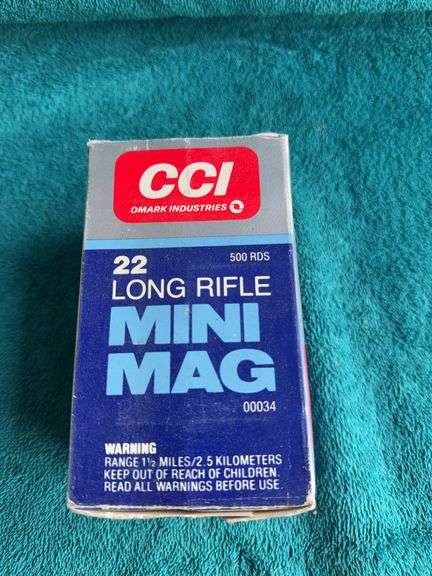 CCI
OMARK INDUSTRIES
22
500 RDS
LONG RIFLE
MINI
MAG
00034
WARNING
RANGE 1½ MILES/2.5 KILOMETERS
KEEP OUT OF REACH OF CHILDREN.
READ ALL WARNINGS BEFORE USE